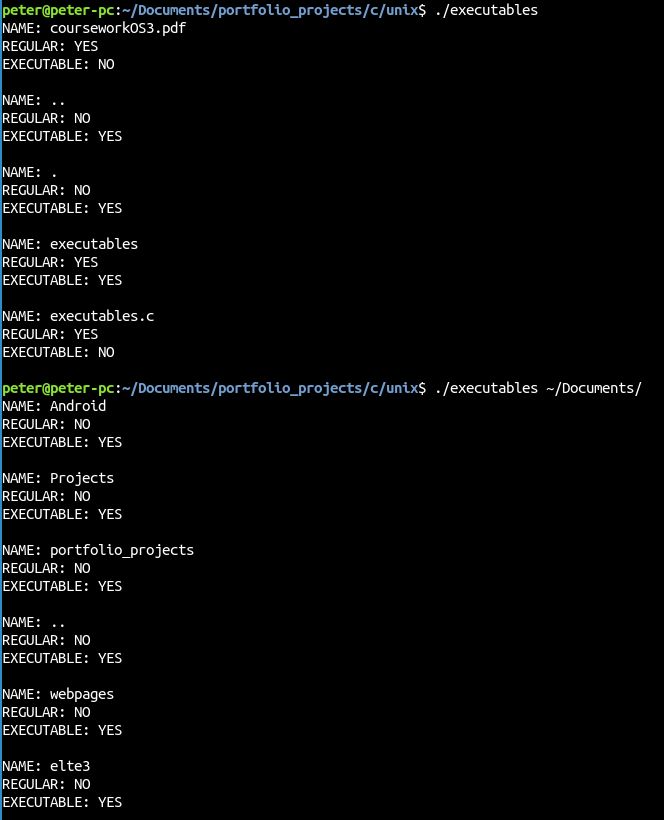 peter@peter-pc:~/Documents/portfolio_projects/c/unix$ ./executables
NAME: courseworkOS3.pdf
REGULAR: YES
EXECUTABLE: NO

NAME: ..
REGULAR: NO
EXECUTABLE: YES

NAME: .
REGULAR: NO
EXECUTABLE: YES

NAME: executables
REGULAR: YES
EXECUTABLE: YES

NAME: executables.c
REGULAR: YES
EXECUTABLE: NO

peter@peter-pc:~/Documents/portfolio_projects/c/unix$ ./executables ~/Documents/
NAME: Android
REGULAR: NO
EXECUTABLE: YES

NAME: Projects
REGULAR: NO
EXECUTABLE: YES

NAME: portfolio_projects
REGULAR: NO
EXECUTABLE: YES

NAME: ..
REGULAR: NO
EXECUTABLE: YES

NAME: webpages
REGULAR: NO
EXECUTABLE: YES

NAME: elte3
REGULAR: NO
EXECUTABLE: YES